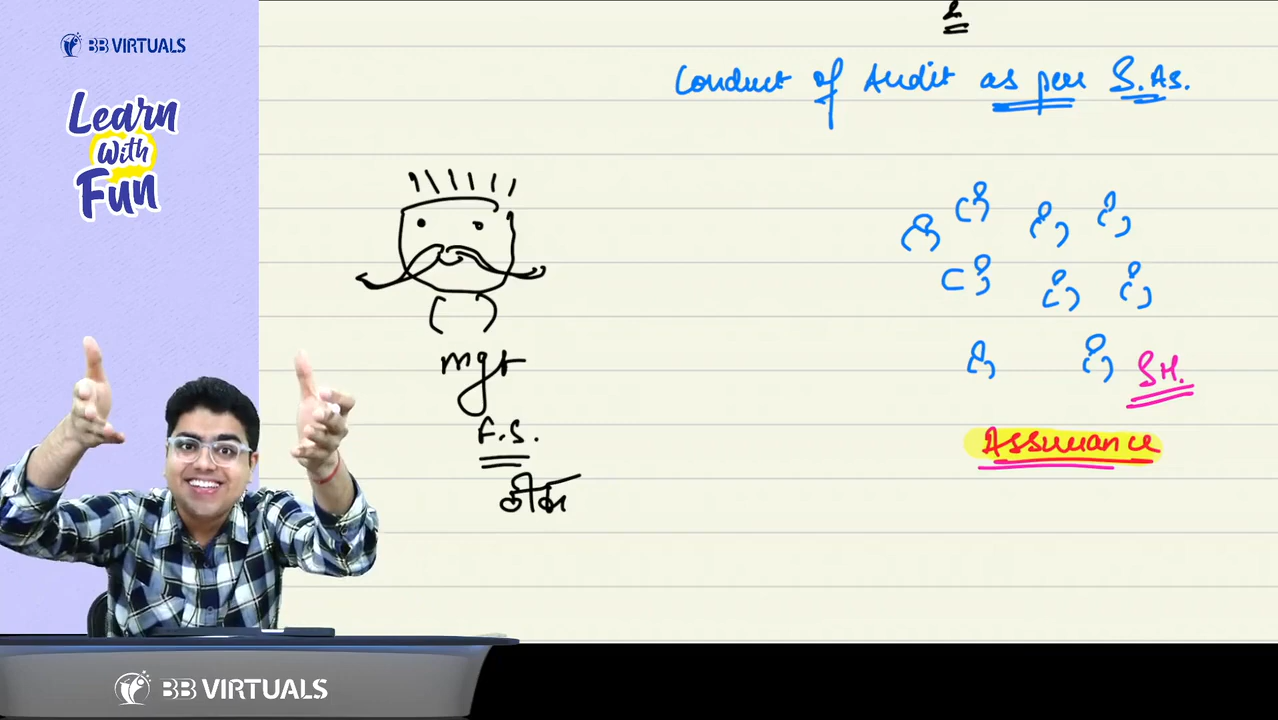 BB VIRTUALS
Learn
With
Fun
&
Conduct of Audit as per S.As.
mgt
F.S.
ठीक
SH.
Assurance
BB VIRTUALS